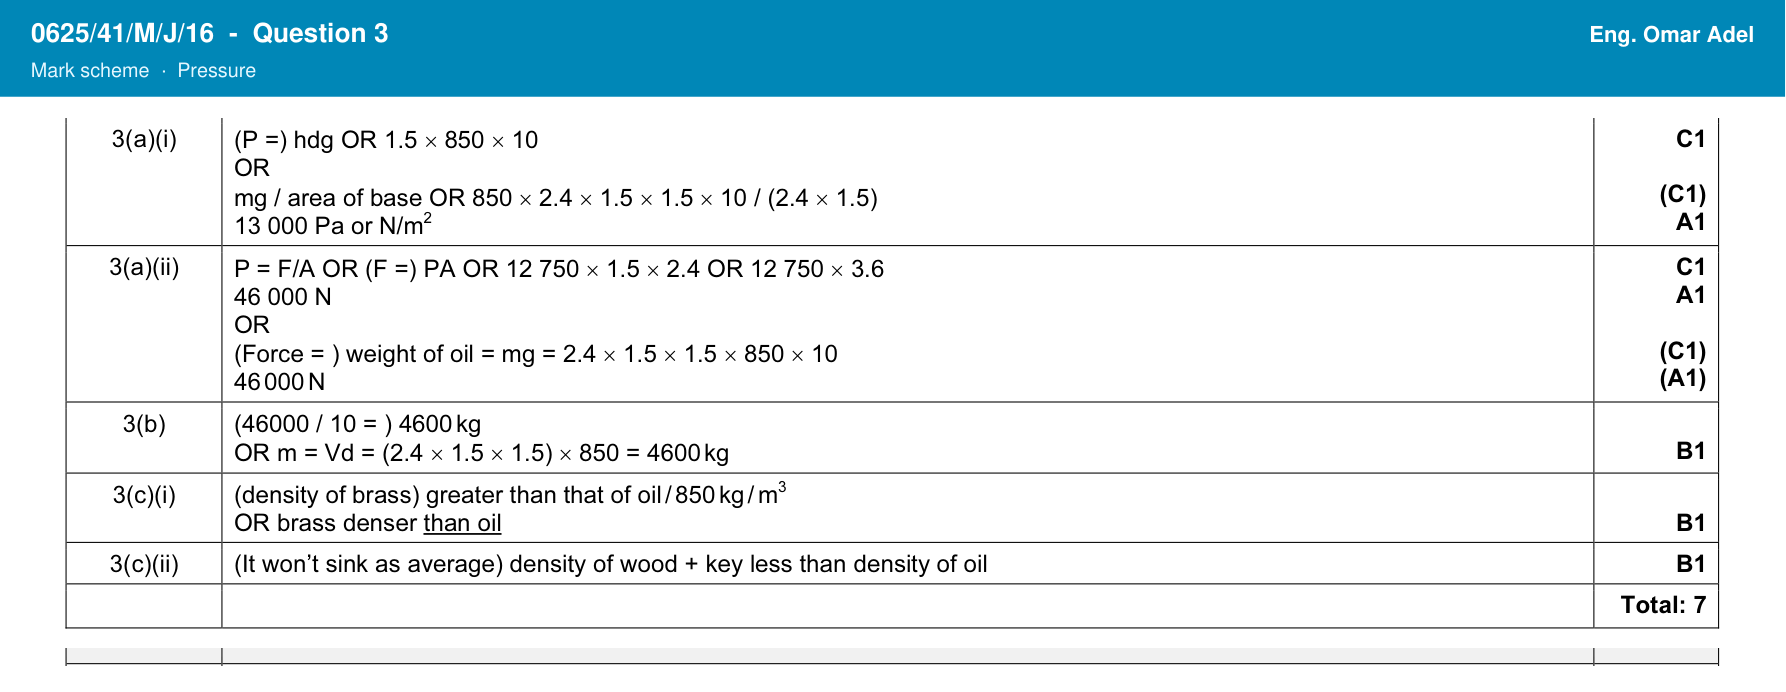 0625/41/M/J/16 - Question 3
Eng. Omar Adel
Mark scheme · Pressure
3(a)(i) (P =) hdg OR 1.5 × 850 × 10 C1
OR
mg / area of base OR 850 × 2.4 × 1.5 × 1.5 × 10 / (2.4 × 1.5) (C1)
13 000 Pa or N/m² A1
3(a)(ii) P = F/A OR (F =) PA OR 12 750 × 1.5 × 2.4 OR 12 750 × 3.6 C1
46 000 N A1
OR
(Force = ) weight of oil = mg = 2.4 × 1.5 × 1.5 × 850 × 10 (C1)
46 000 N (A1)
3(b) (46000 / 10 = ) 4600 kg
OR m = Vd = (2.4 × 1.5 × 1.5) × 850 = 4600 kg B1
3(c)(i) (density of brass) greater than that of oil / 850 kg / m³
OR brass denser than oil B1
3(c)(ii) (It won’t sink as average) density of wood + key less than density of oil B1
Total: 7